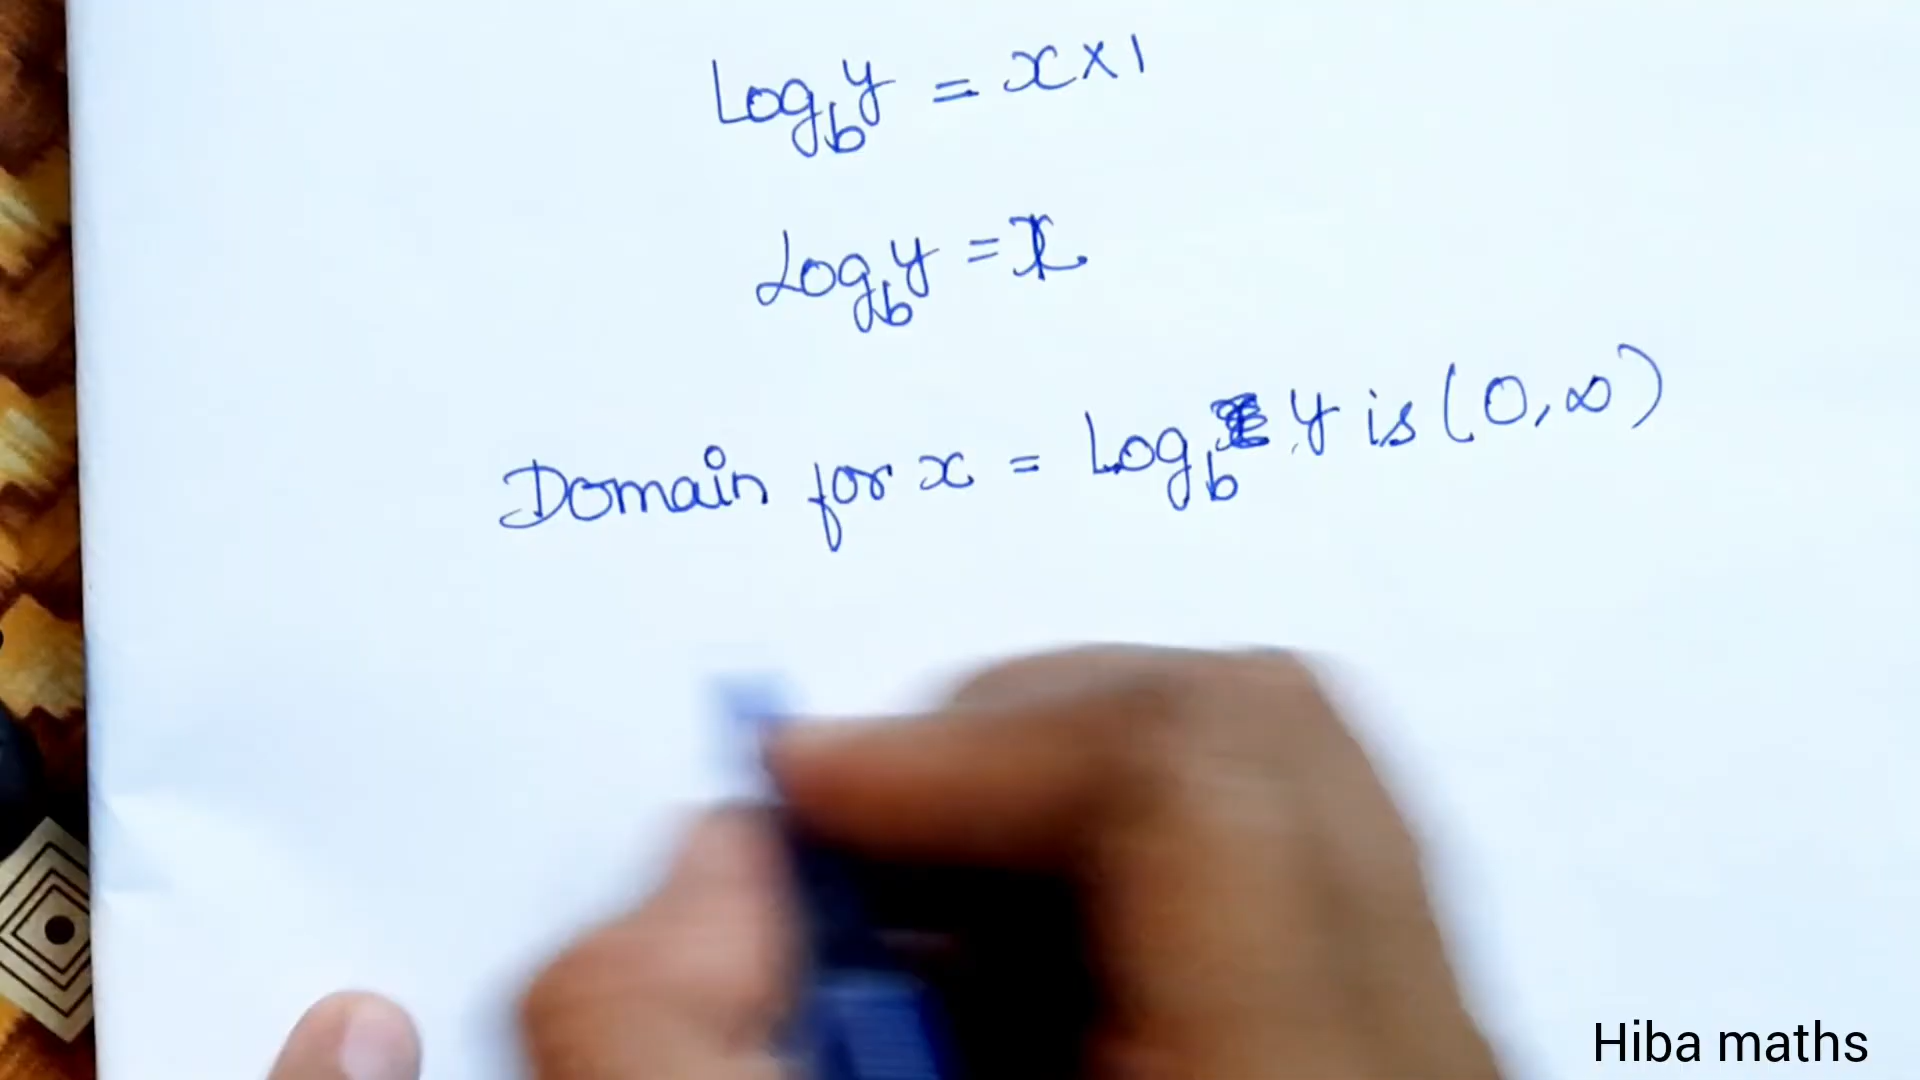 Log_b y = x × 1
Log_b y = x
Domain for x = Log_b y is (0, ∞)
Hiba maths